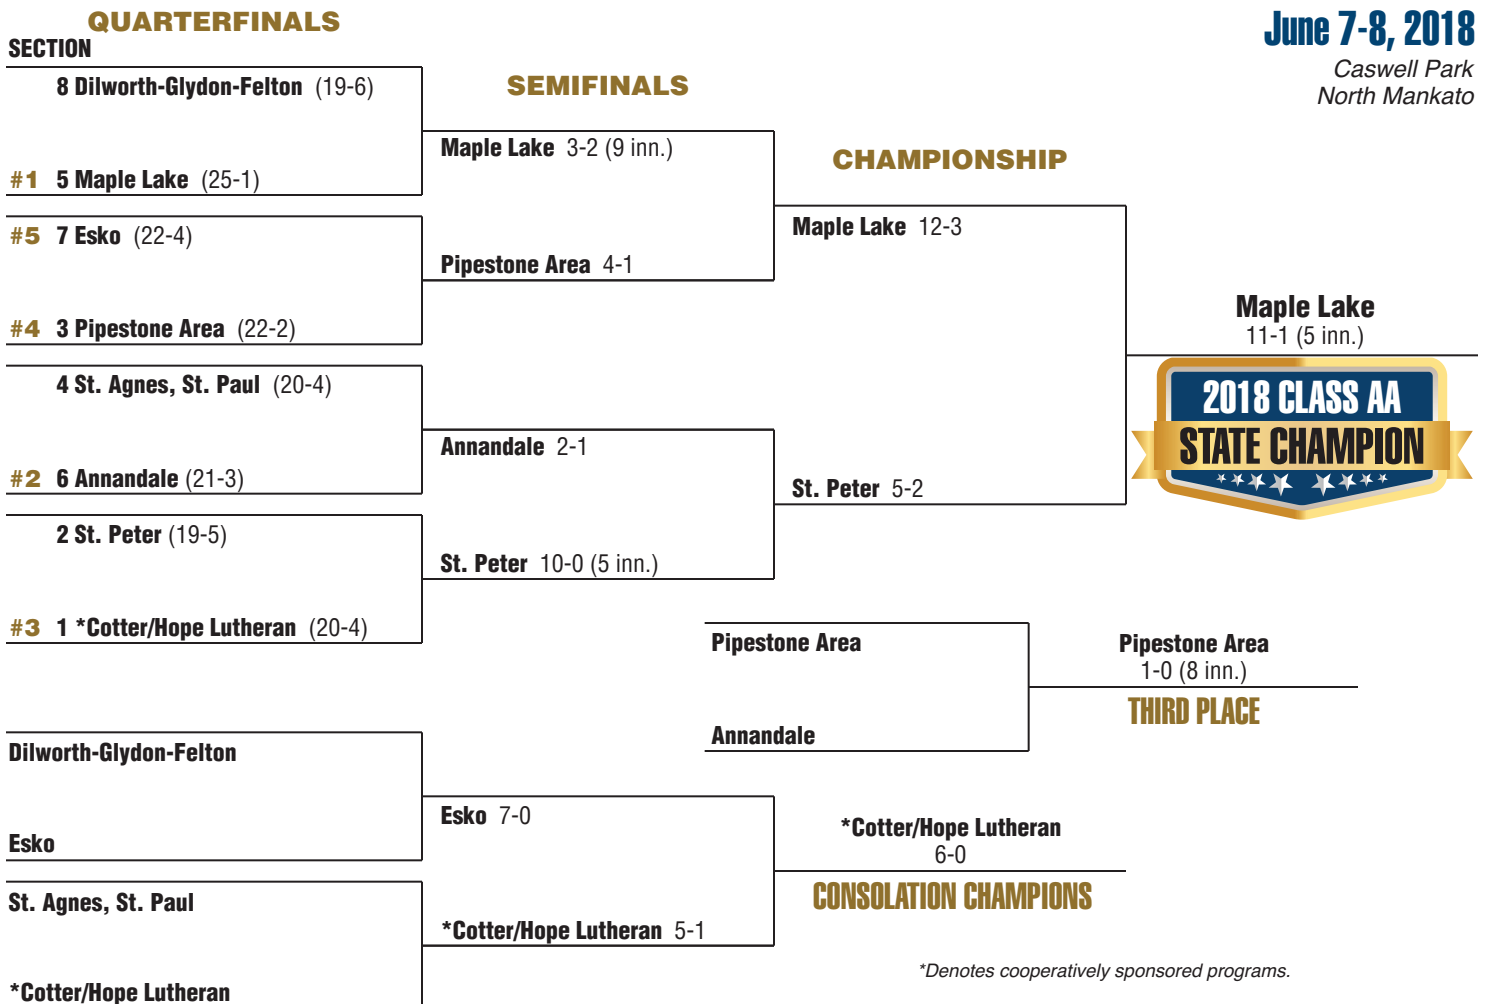 QUARTERFINALS
SECTION
8 Dilworth-Glydon-Felton (19-6)
#1 5 Maple Lake (25-1)
#5 7 Esko (22-4)
#4 3 Pipestone Area (22-2)
4 St. Agnes, St. Paul (20-4)
#2 6 Annandale (21-3)
2 St. Peter (19-5)
#3 1 *Cotter/Hope Lutheran (20-4)
SEMIFINALS
Maple Lake 3-2 (9 inn.)
Pipestone Area 4-1
Annandale 2-1
St. Peter 10-0 (5 inn.)
CHAMPIONSHIP
Maple Lake 12-3
St. Peter 5-2
June 7-8, 2018
Caswell Park
North Mankato
Maple Lake
11-1 (5 inn.)
2018 CLASS AA
STATE CHAMPION
Pipestone Area
Annandale
Pipestone Area
1-0 (8 inn.)
THIRD PLACE
Dilworth-Glydon-Felton
Esko
St. Agnes, St. Paul
*Cotter/Hope Lutheran
Esko 7-0
*Cotter/Hope Lutheran 5-1
*Cotter/Hope Lutheran
6-0
CONSOLATION CHAMPIONS
*Denotes cooperatively sponsored programs.